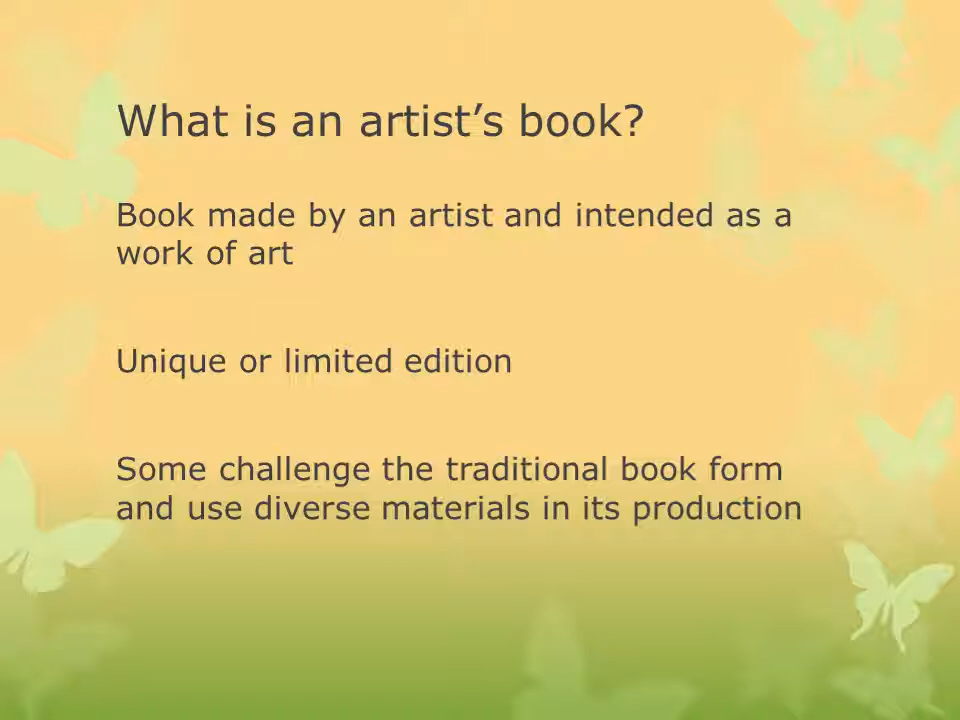 What is an artist’s book?
Book made by an artist and intended as a
work of art
Unique or limited edition
Some challenge the traditional book form
and use diverse materials in its production